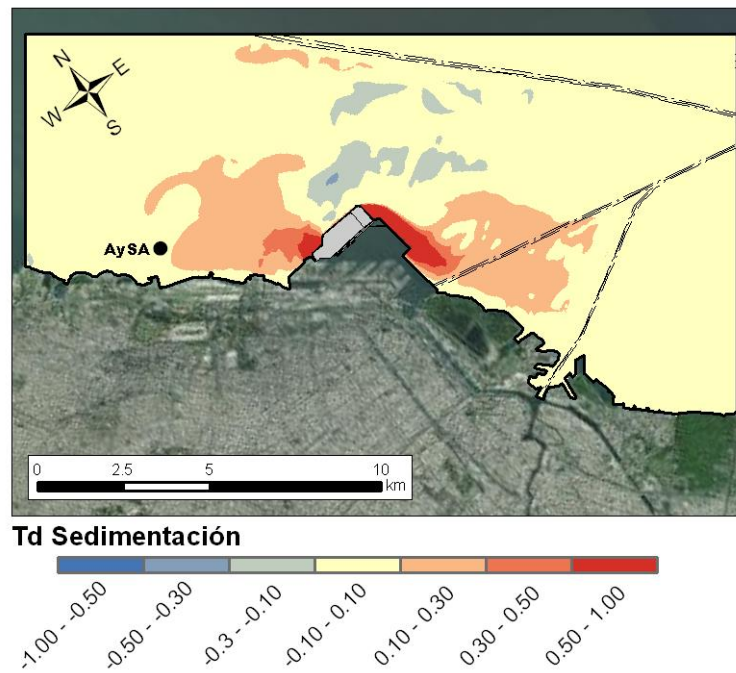 N
E
W
S
AySA
0 2.5 5 10
km
Td Sedimentación
-1.00 - -0.50
-0.50 - -0.30
-0.3 - -0.10
-0.10 - 0.10
0.10 - 0.30
0.30 - 0.50
0.50 - 1.00